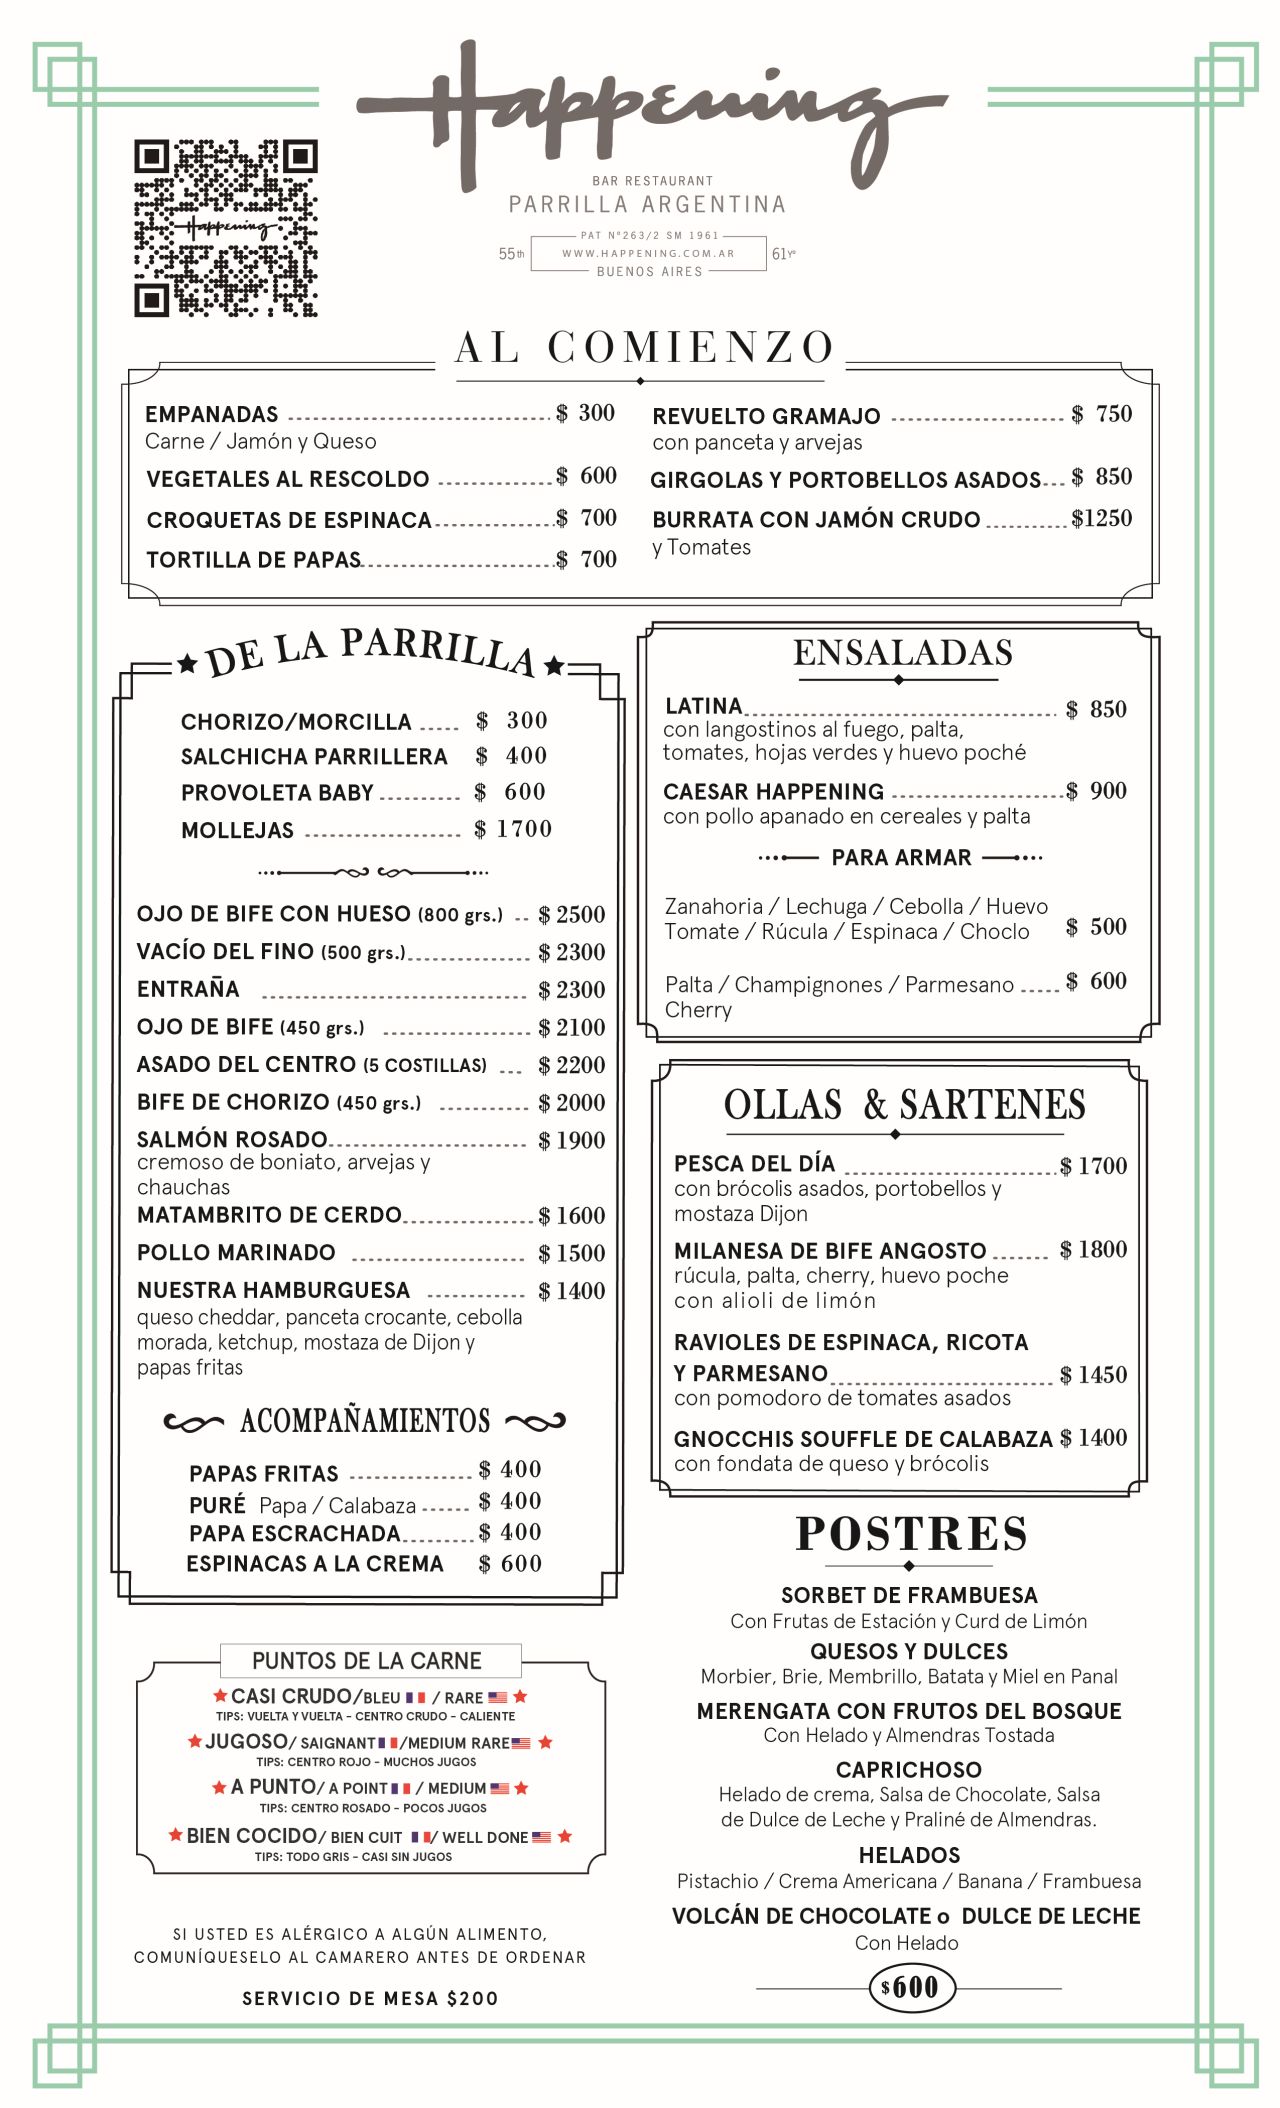 Happening
BAR RESTAURANT
PARRILLA ARGENTINA
PAT N°263/2 SM 1961
55th WWW.HAPPENING.COM.AR 61Yº
BUENOS AIRES
Happening
AL COMIENZO
EMPANADAS $ 300
Carne / Jamón y Queso
VEGETALES AL RESCOLDO $ 600
CROQUETAS DE ESPINACA $ 700
TORTILLA DE PAPAS $ 700
REVUELTO GRAMAJO $ 750
con panceta y arvejas
GIRGOLAS Y PORTOBELLOS ASADOS $ 850
BURRATA CON JAMÓN CRUDO $1250
y Tomates
DE LA PARRILLA
CHORIZO/MORCILLA $ 300
SALCHICHA PARRILLERA $ 400
PROVOLETA BABY $ 600
MOLLEJAS $ 1700
OJO DE BIFE CON HUESO (800 grs.) $ 2500
VACÍO DEL FINO (500 grs.) $ 2300
ENTRAÑA $ 2300
OJO DE BIFE (450 grs.) $ 2100
ASADO DEL CENTRO (5 COSTILLAS) $ 2200
BIFE DE CHORIZO (450 grs.) $ 2000
SALMÓN ROSADO $ 1900
cremoso de boniato, arvejas y
chauchas
MATAMBRITO DE CERDO $ 1600
POLLO MARINADO $ 1500
NUESTRA HAMBURGUESA $ 1400
queso cheddar, panceta crocante, cebolla
morada, ketchup, mostaza de Dijon y
papas fritas
ACOMPAÑAMIENTOS
PAPAS FRITAS $ 400
PURÉ Papa / Calabaza $ 400
PAPA ESCRACHADA $ 400
ESPINACAS A LA CREMA $ 600
PUNTOS DE LA CARNE
CASI CRUDO/BLEU / RARE
TIPS: VUELTA Y VUELTA - CENTRO CRUDO - CALIENTE
JUGOSO/ SAIGNANT /MEDIUM RARE
TIPS: CENTRO ROJO - MUCHOS JUGOS
A PUNTO/ A POINT / MEDIUM
TIPS: CENTRO ROSADO - POCOS JUGOS
BIEN COCIDO/ BIEN CUIT / WELL DONE
TIPS: TODO GRIS - CASI SIN JUGOS
SI USTED ES ALÉRGICO A ALGÚN ALIMENTO,
COMUNÍQUESELO AL CAMARERO ANTES DE ORDENAR
SERVICIO DE MESA $200
ENSALADAS
LATINA $ 850
con langostinos al fuego, palta,
tomates, hojas verdes y huevo poché
CAESAR HAPPENING $ 900
con pollo apanado en cereales y palta
PARA ARMAR
Zanahoria / Lechuga / Cebolla / Huevo
Tomate / Rúcula / Espinaca / Choclo $ 500
Palta / Champignones / Parmesano $ 600
Cherry
OLLAS & SARTENES
PESCA DEL DÍA $ 1700
con brócolis asados, portobellos y
mostaza Dijon
MILANESA DE BIFE ANGOSTO $ 1800
rúcula, palta, cherry, huevo poche
con alioli de limón
RAVIOLES DE ESPINACA, RICOTA
Y PARMESANO $ 1450
con pomodoro de tomates asados
GNOCCHIS SOUFFLE DE CALABAZA $ 1400
con fondata de queso y brócolis
POSTRES
SORBET DE FRAMBUESA
Con Frutas de Estación y Curd de Limón
QUESOS Y DULCES
Morbier, Brie, Membrillo, Batata y Miel en Panal
MERENGATA CON FRUTOS DEL BOSQUE
Con Helado y Almendras Tostada
CAPRICHOSO
Helado de crema, Salsa de Chocolate, Salsa
de Dulce de Leche y Praliné de Almendras.
HELADOS
Pistachio / Crema Americana / Banana / Frambuesa
VOLCÁN DE CHOCOLATE o DULCE DE LECHE
Con Helado
$600